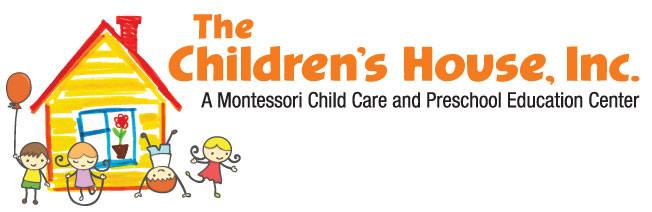 The
Children's House, Inc.
A Montessori Child Care and Preschool Education Center